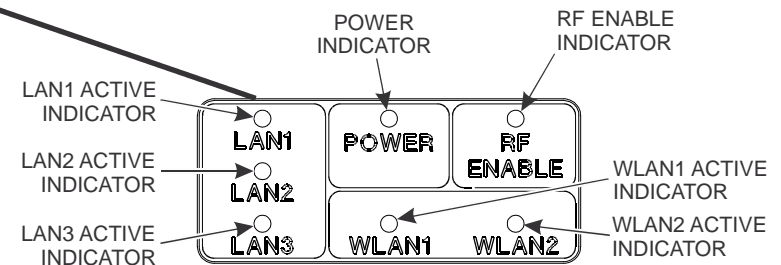 POWER
INDICATOR
RF ENABLE
INDICATOR
LAN1 ACTIVE
INDICATOR
LAN2 ACTIVE
INDICATOR
LAN3 ACTIVE
INDICATOR
LAN1
LAN2
LAN3
POWER
RF
ENABLE
WLAN1
WLAN2
WLAN1 ACTIVE
INDICATOR
WLAN2 ACTIVE
INDICATOR